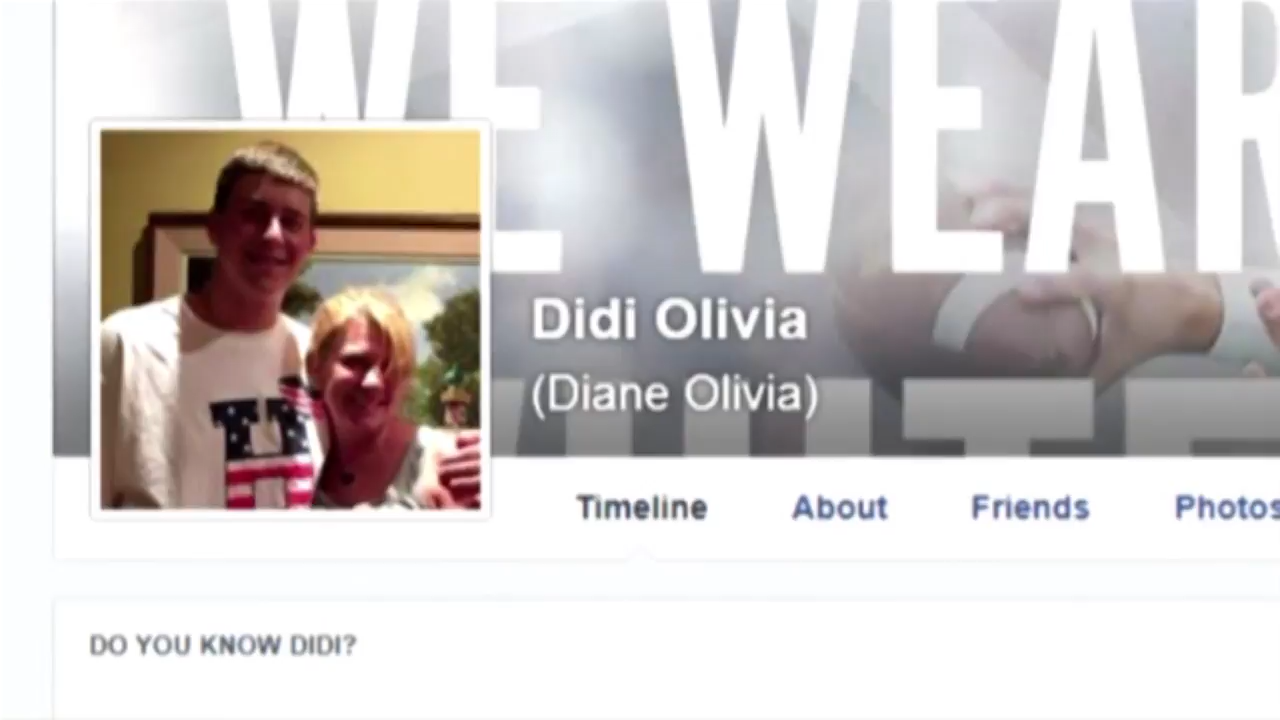 WE WEAR
Didi Olivia
(Diane Olivia)
Timeline About Friends Photos
DO YOU KNOW DIDI?